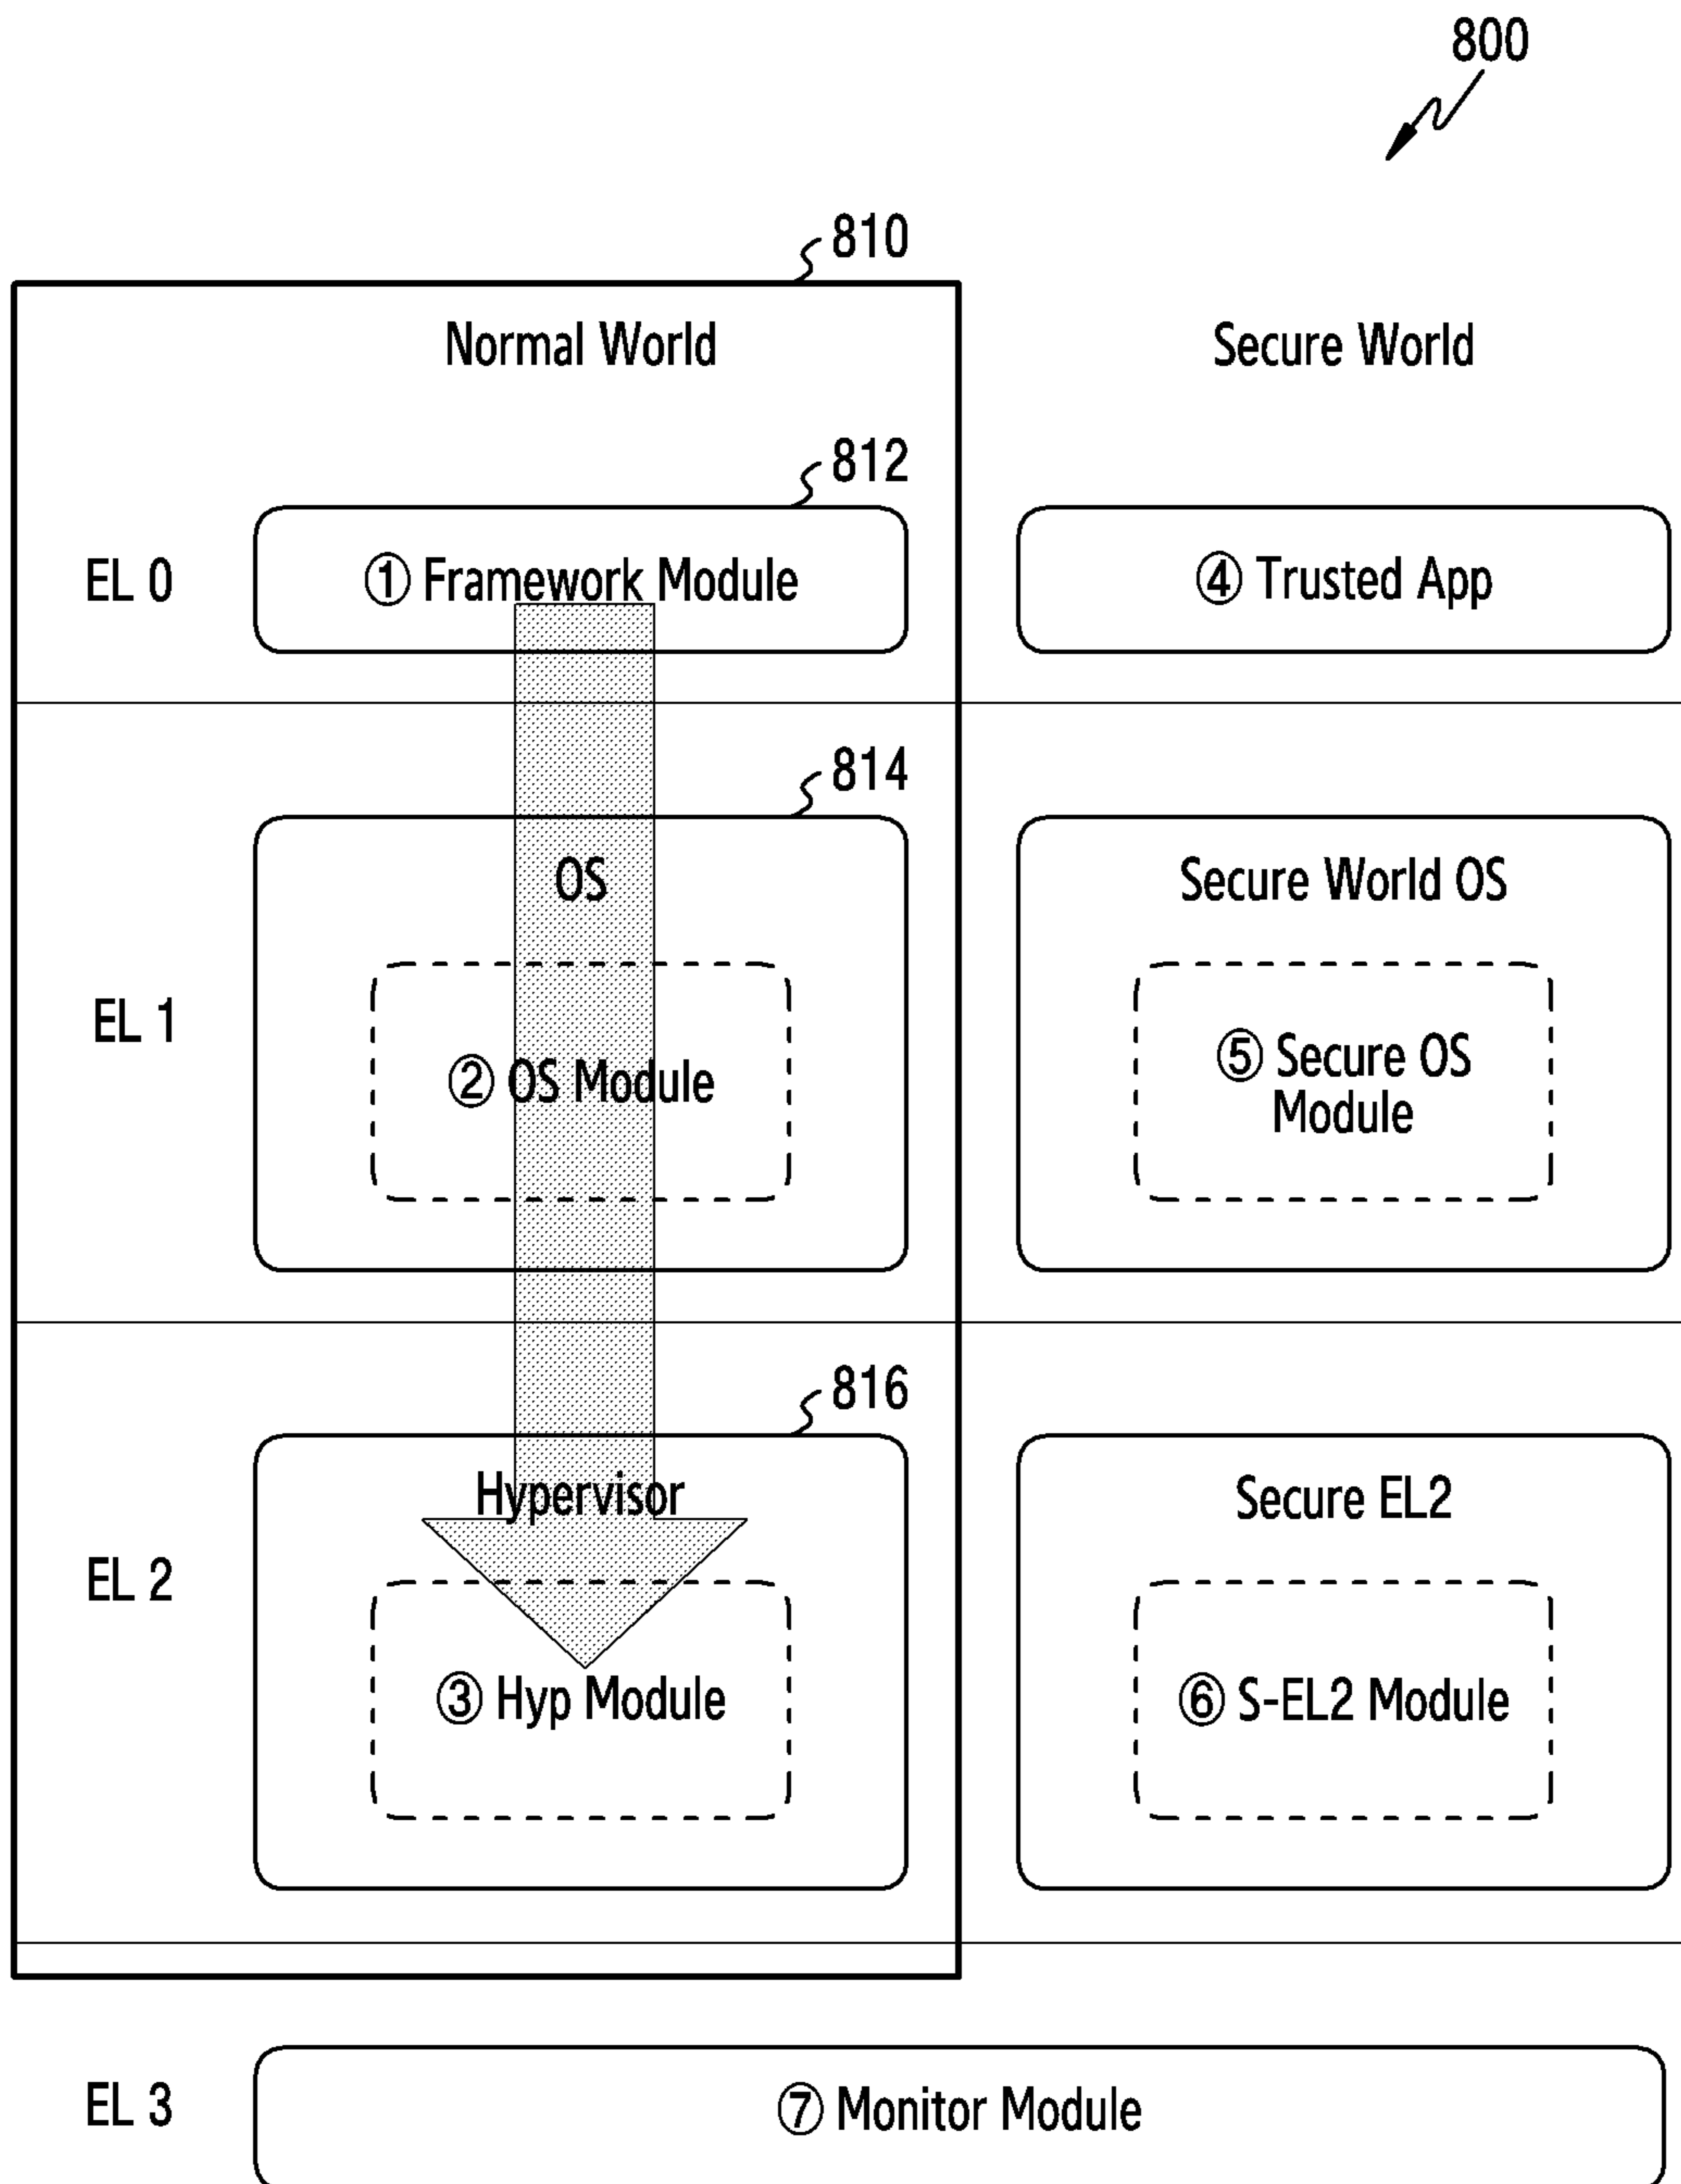 800
810
Normal World
Secure World
812
EL 0
① Framework Module
④ Trusted App
814
OS
Secure World OS
EL 1
② OS Module
⑤ Secure OS
Module
816
Hypervisor
Secure EL2
EL 2
③ Hyp Module
⑥ S-EL2 Module
EL 3
⑦ Monitor Module